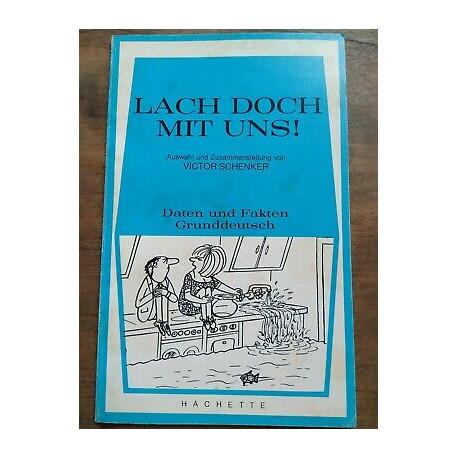 LACH DOCH
MIT UNS!
Auswahl und Zusammenstellung von
VICTOR SCHENKER
Daten und Fakten
Grunddeutsch
HACHETTE